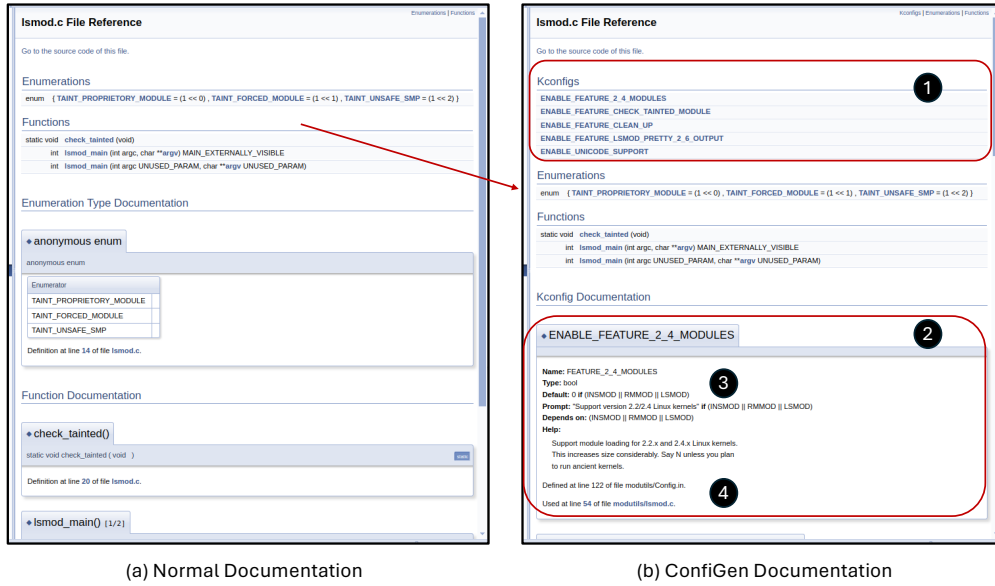 Enumerations | Functions
lsmod.c File Reference
Go to the source code of this file.
Enumerations
enum { TAINT_PROPRIETORY_MODULE = (1 << 0) , TAINT_FORCED_MODULE = (1 << 1) , TAINT_UNSAFE_SMP = (1 << 2) }
Functions
static void check_tainted (void)
int lsmod_main (int argc, char **argv) MAIN_EXTERNALLY_VISIBLE
int lsmod_main (int argc UNUSED_PARAM, char **argv UNUSED_PARAM)
Enumeration Type Documentation
◆ anonymous enum
anonymous enum
Enumerator
TAINT_PROPRIETORY_MODULE
TAINT_FORCED_MODULE
TAINT_UNSAFE_SMP
Definition at line 14 of file lsmod.c.
Function Documentation
◆ check_tainted()
static void check_tainted ( void )
static
Definition at line 20 of file lsmod.c.
◆ lsmod_main() [1/2]
(a) Normal Documentation
Kconfigs | Enumerations | Functions
lsmod.c File Reference
Go to the source code of this file.
Kconfigs
1
ENABLE_FEATURE_2_4_MODULES
ENABLE_FEATURE_CHECK_TAINTED_MODULE
ENABLE_FEATURE_CLEAN_UP
ENABLE_FEATURE_LSMOD_PRETTY_2_6_OUTPUT
ENABLE_UNICODE_SUPPORT
Enumerations
enum { TAINT_PROPRIETORY_MODULE = (1 << 0) , TAINT_FORCED_MODULE = (1 << 1) , TAINT_UNSAFE_SMP = (1 << 2) }
Functions
static void check_tainted (void)
int lsmod_main (int argc, char **argv) MAIN_EXTERNALLY_VISIBLE
int lsmod_main (int argc UNUSED_PARAM, char **argv UNUSED_PARAM)
Kconfig Documentation
◆ ENABLE_FEATURE_2_4_MODULES
2
Name: FEATURE_2_4_MODULES
Type: bool
3
Default: 0 if (INSMOD || RMMOD || LSMOD)
Prompt: "Support version 2.2/2.4 Linux kernels" if (INSMOD || RMMOD || LSMOD)
Depends on: (INSMOD || RMMOD || LSMOD)
Help:
Support module loading for 2.2.x and 2.4.x Linux kernels.
This increases size considerably. Say N unless you plan
to run ancient kernels.
Defined at line 122 of file modutils/Config.in.
4
Used at line 54 of file modutils/lsmod.c.
(b) ConfiGen Documentation